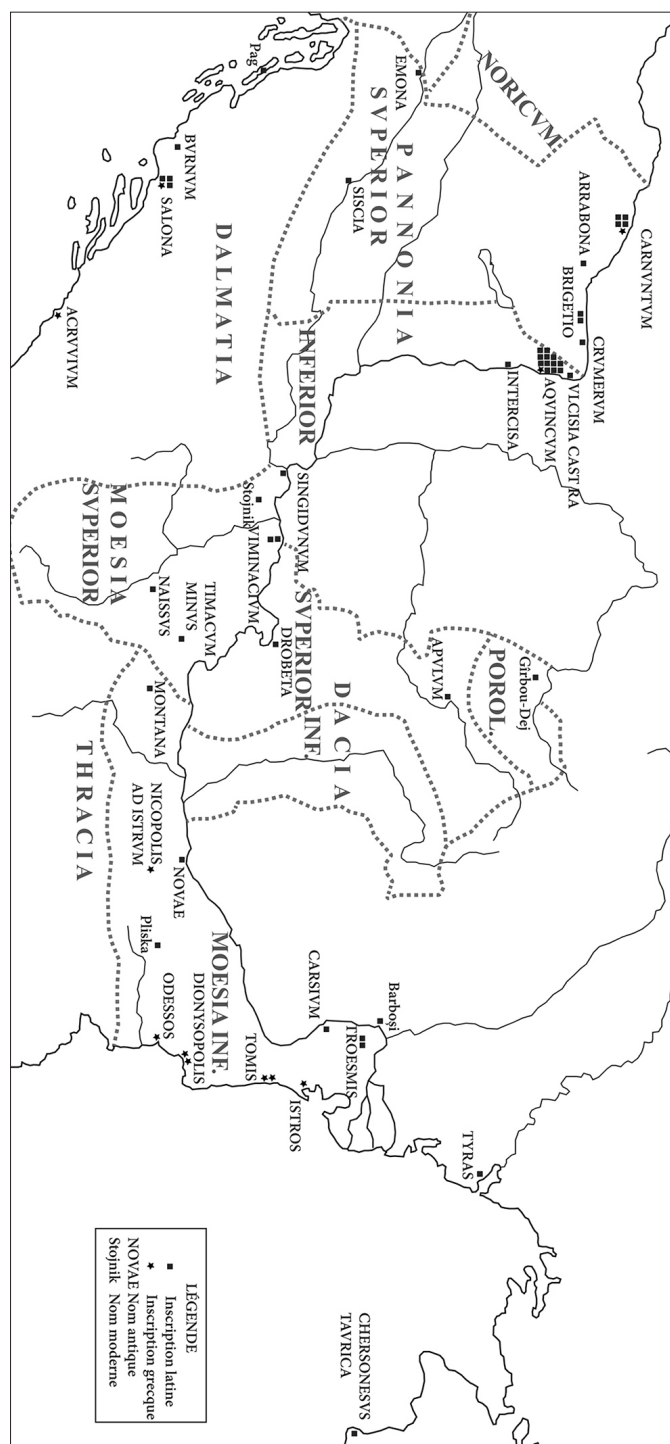 NORICVM
PANNONIA
SVPERIOR
INFERIOR
DALMATIA
MOESIA
SVPERIOR
DACIA
SVPERIOR
INF.
POROL.
THRACIA
MOESIA INF.
CARNVNTVM
ARRABONA
BRIGETIO
CRVMERVM
VLCISIA CASTRA
AQVINCVM
INTERCISA
EMONA
SISCIA
Pag
BVRNVM
SALONA
ACRVVIVM
SINGIDVNVM
Stojnik
VIMINACIVM
DROBETA
TIMACVM
MINVS
NAISSVS
MONTANA
Gîrbou-Dej
APVLVM
NICOPOLIS
AD ISTRVM
NOVAE
Pliska
ODESSOS
DIONYSOPOLIS
TOMIS
ISTROS
CARSIVM
TROESMIS
Barboşi
TYRAS
CHERSONESVS
TAVRICA
LÉGENDE
Inscription latine
Inscription grecque
NOVAE Nom antique
Stojnik Nom moderne